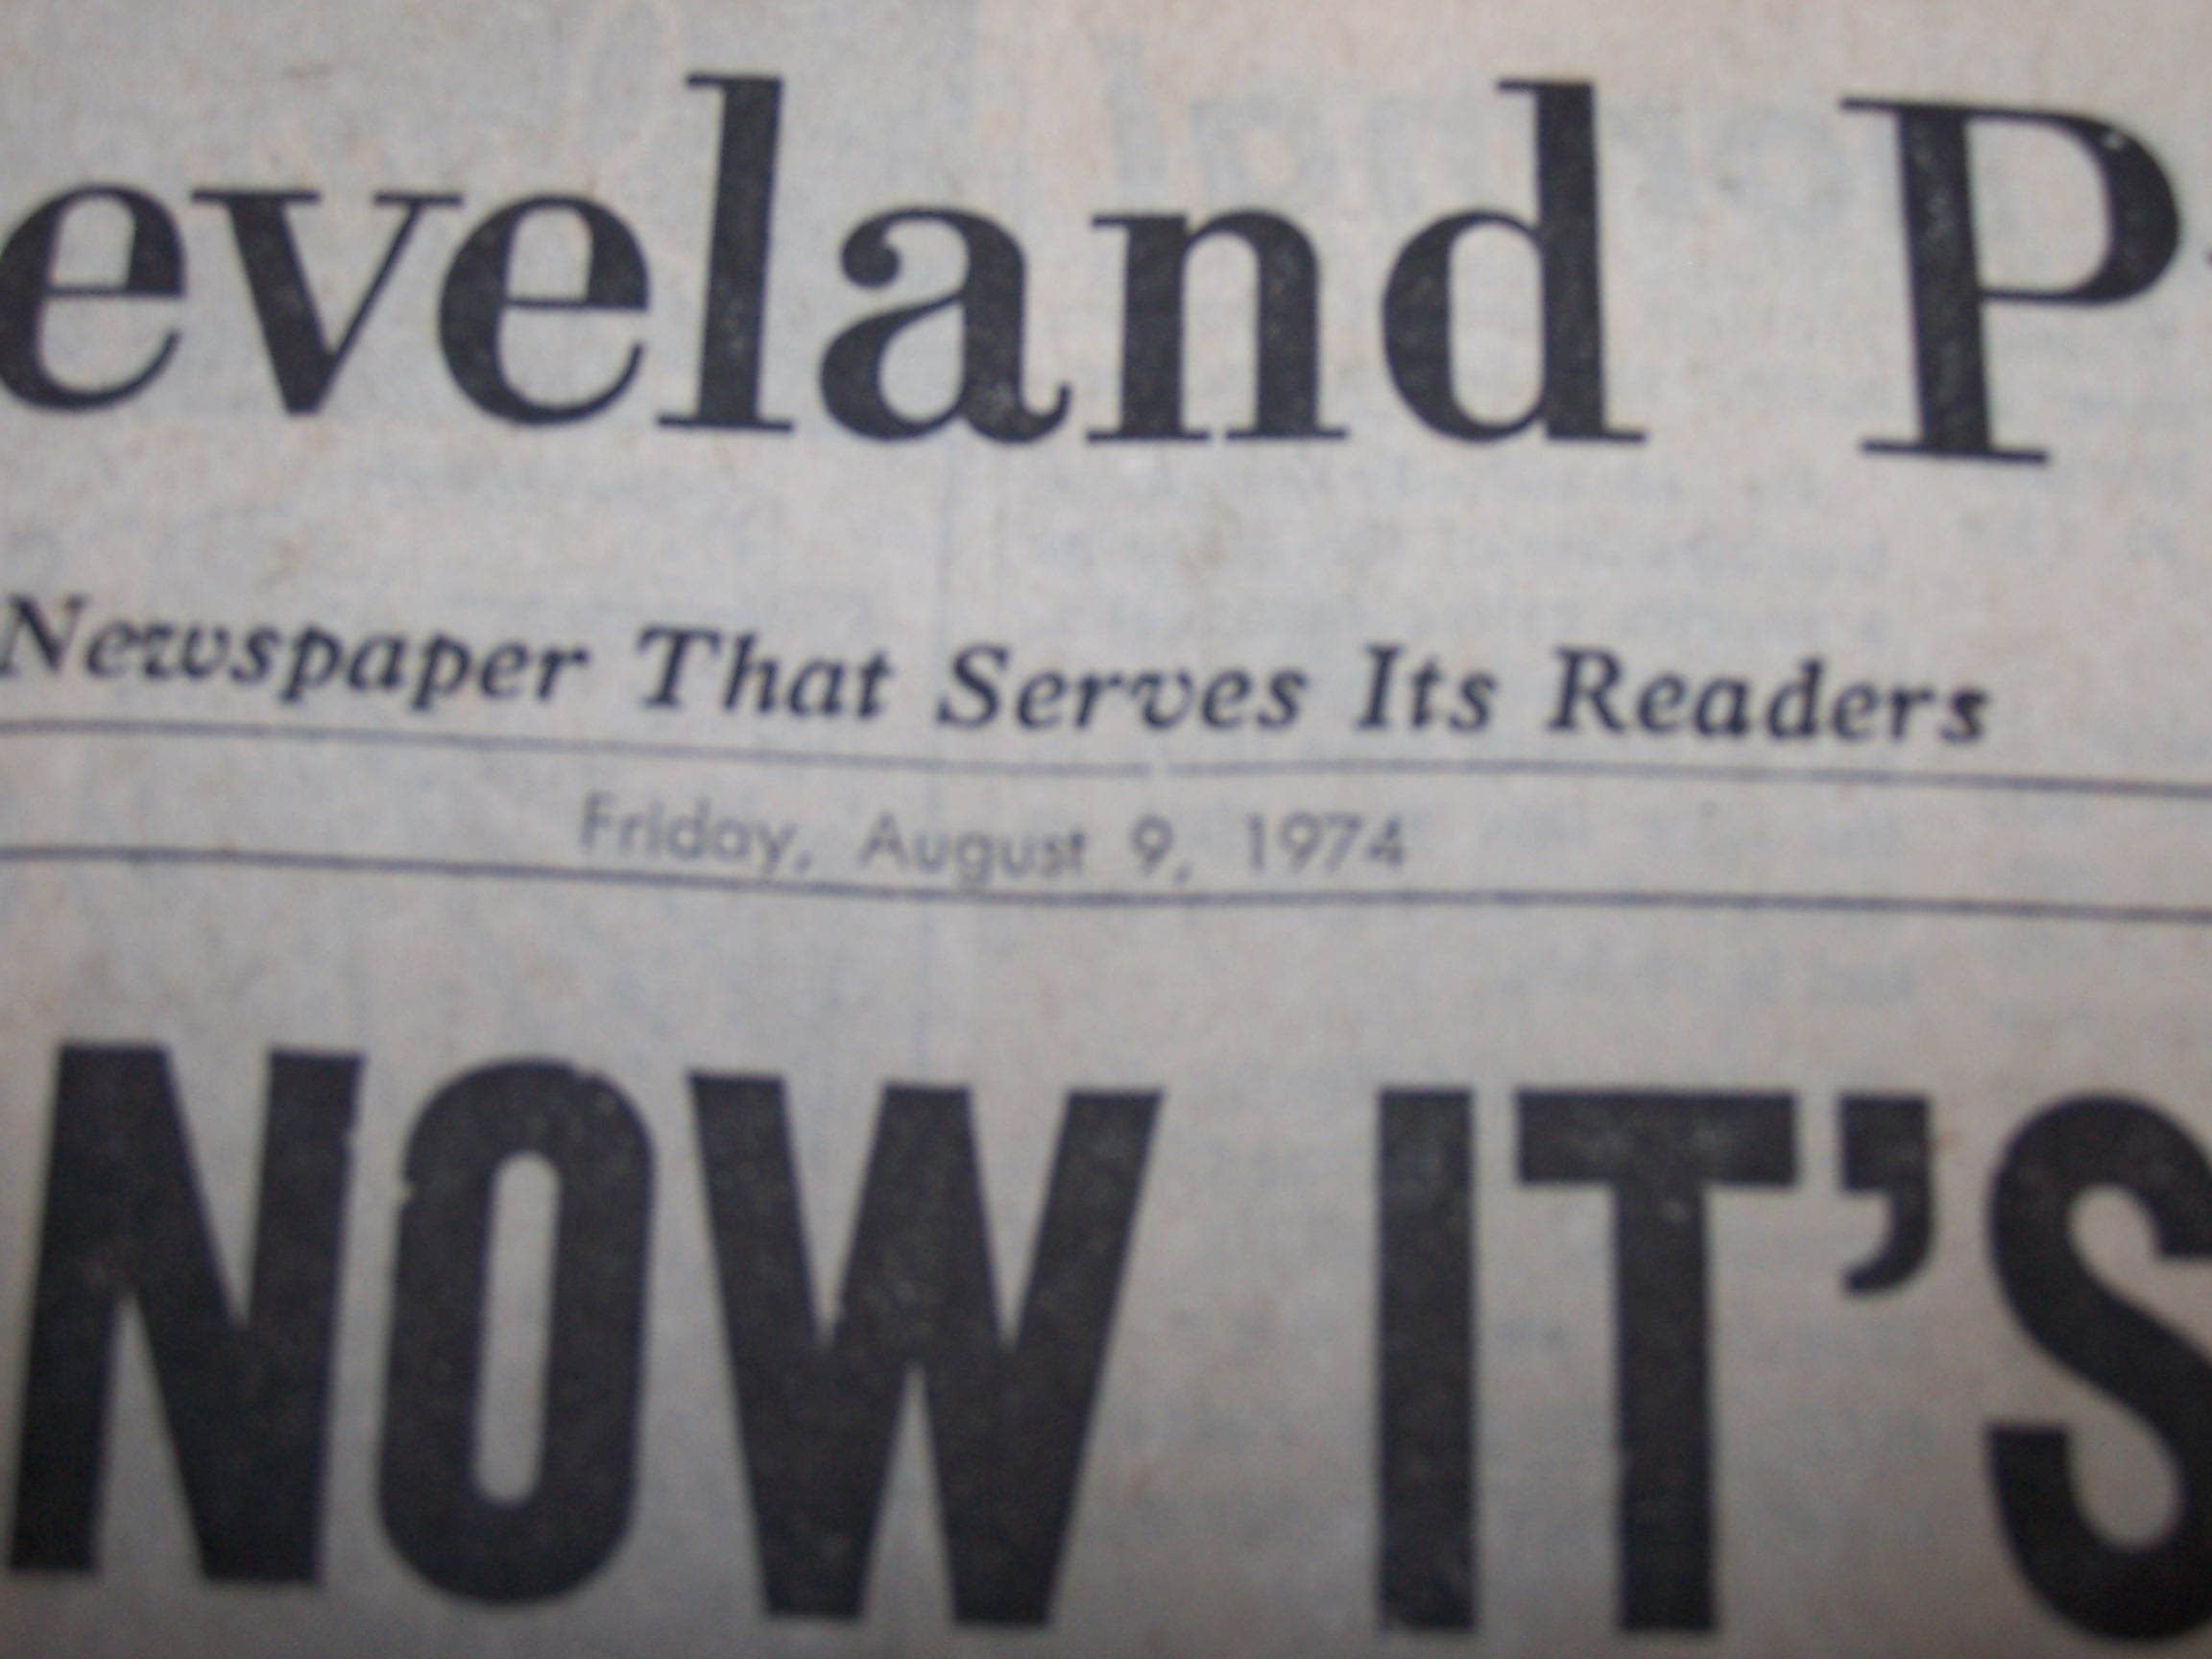 eveland P
Newspaper That Serves Its Readers
Friday, August 9, 1974
NOW IT'S